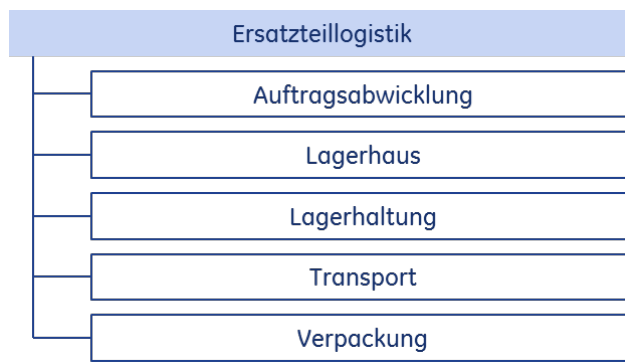 Ersatzteillogistik
Auftragsabwicklung
Lagerhaus
Lagerhaltung
Transport
Verpackung